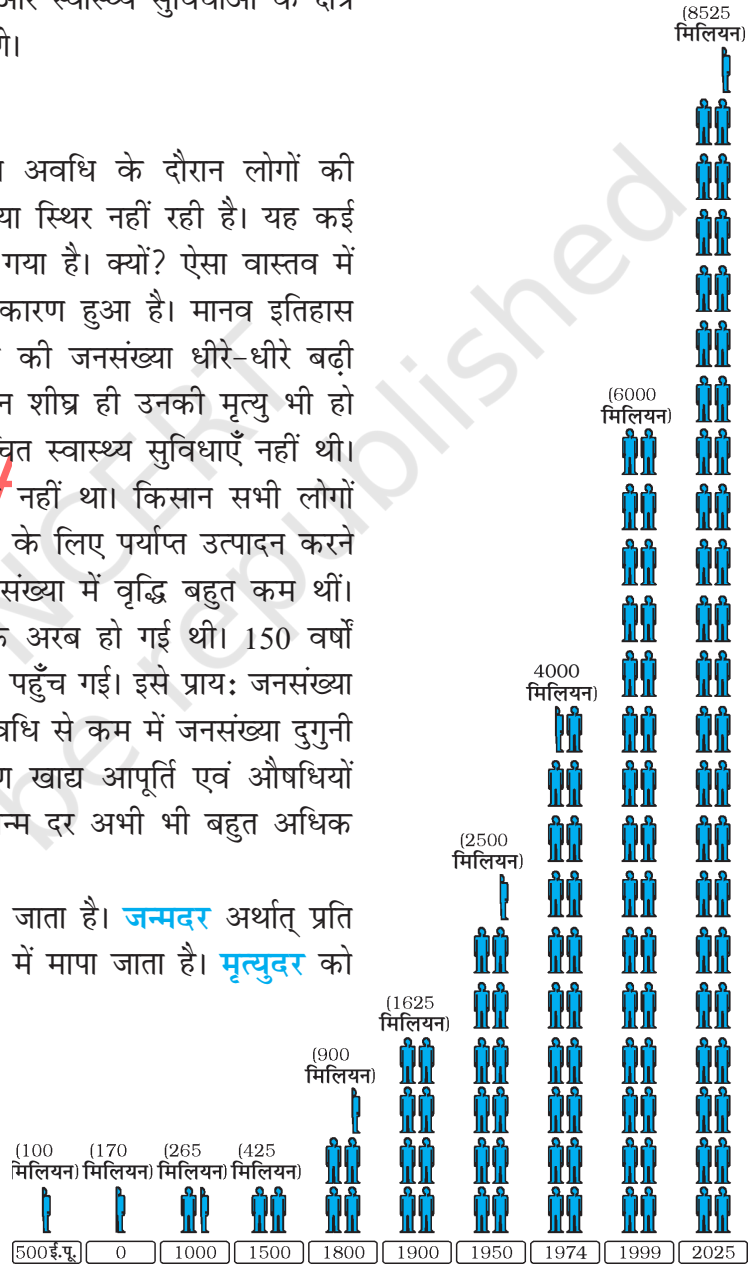 और स्वास्थ्य सुविधाओं के क्षेत्र
गे।
अवधि के दौरान लोगों की
या स्थिर नहीं रही है। यह कई
गया है। क्यों? ऐसा वास्तव में
कारण हुआ है। मानव इतिहास
की जनसंख्या धीरे-धीरे बढ़ी
न शीघ्र ही उनकी मृत्यु भी हो
चित स्वास्थ्य सुविधाएँ नहीं थी।
नहीं था। किसान सभी लोगों
के लिए पर्याप्त उत्पादन करने
संख्या में वृद्धि बहुत कम थीं।
क अरब हो गई थी। 150 वर्षों
पहुँच गई। इसे प्रायः जनसंख्या
वधि से कम में जनसंख्या दुगुनी
ण खाद्य आपूर्ति एवं औषधियों
न्म दर अभी भी बहुत अधिक
जाता है। जन्मदर अर्थात् प्रति
में मापा जाता है। मृत्युदर को
(100
मिलियन)
(170
मिलियन)
(265
मिलियन)
(425
मिलियन)
(900
मिलियन)
(1625
मिलियन)
(2500
मिलियन)
4000
मिलियन)
(6000
मिलियन)
(8525
मिलियन)
500ई.पू. 0 1000 1500 1800 1900 1950 1974 1999 2025
NCERT
be republished